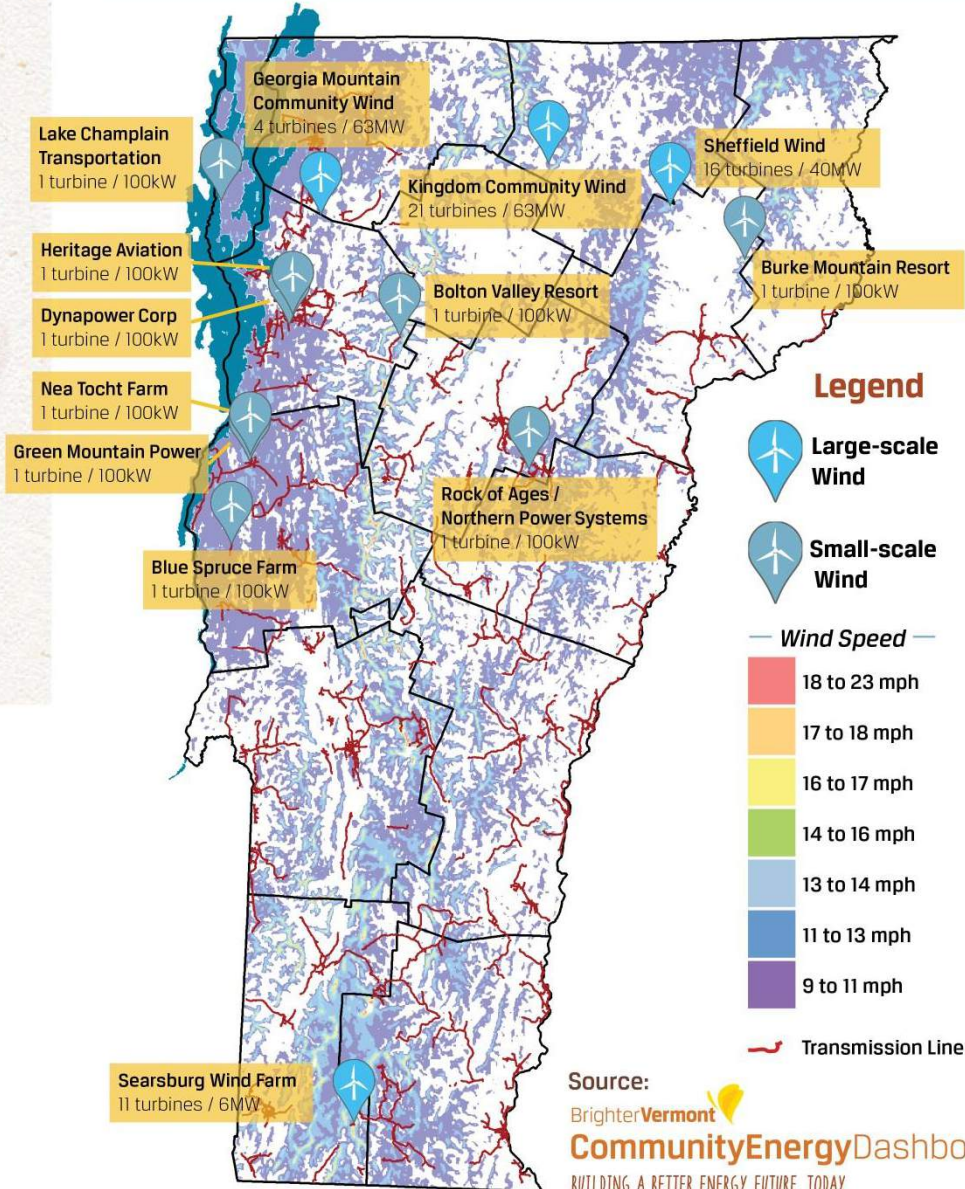 Georgia Mountain
Community Wind
4 turbines / 63MW
Lake Champlain
Transportation
1 turbine / 100kW
Sheffield Wind
16 turbines / 40MW
Kingdom Community Wind
21 turbines / 63MW
Heritage Aviation
1 turbine / 100kW
Burke Mountain Resort
1 turbine / 100kW
Bolton Valley Resort
1 turbine / 100kW
Dynapower Corp
1 turbine / 100kW
Nea Tocht Farm
1 turbine / 100kW
Green Mountain Power
1 turbine / 100kW
Rock of Ages /
Northern Power Systems
1 turbine / 100kW
Blue Spruce Farm
1 turbine / 100kW
Searsburg Wind Farm
11 turbines / 6MW
Legend
Large-scale
Wind
Small-scale
Wind
Wind Speed
18 to 23 mph
17 to 18 mph
16 to 17 mph
14 to 16 mph
13 to 14 mph
11 to 13 mph
9 to 11 mph
Transmission Line
Source:
BrighterVermont
CommunityEnergyDashbo
BUILDING A BETTER ENERGY FUTURE, TODAY